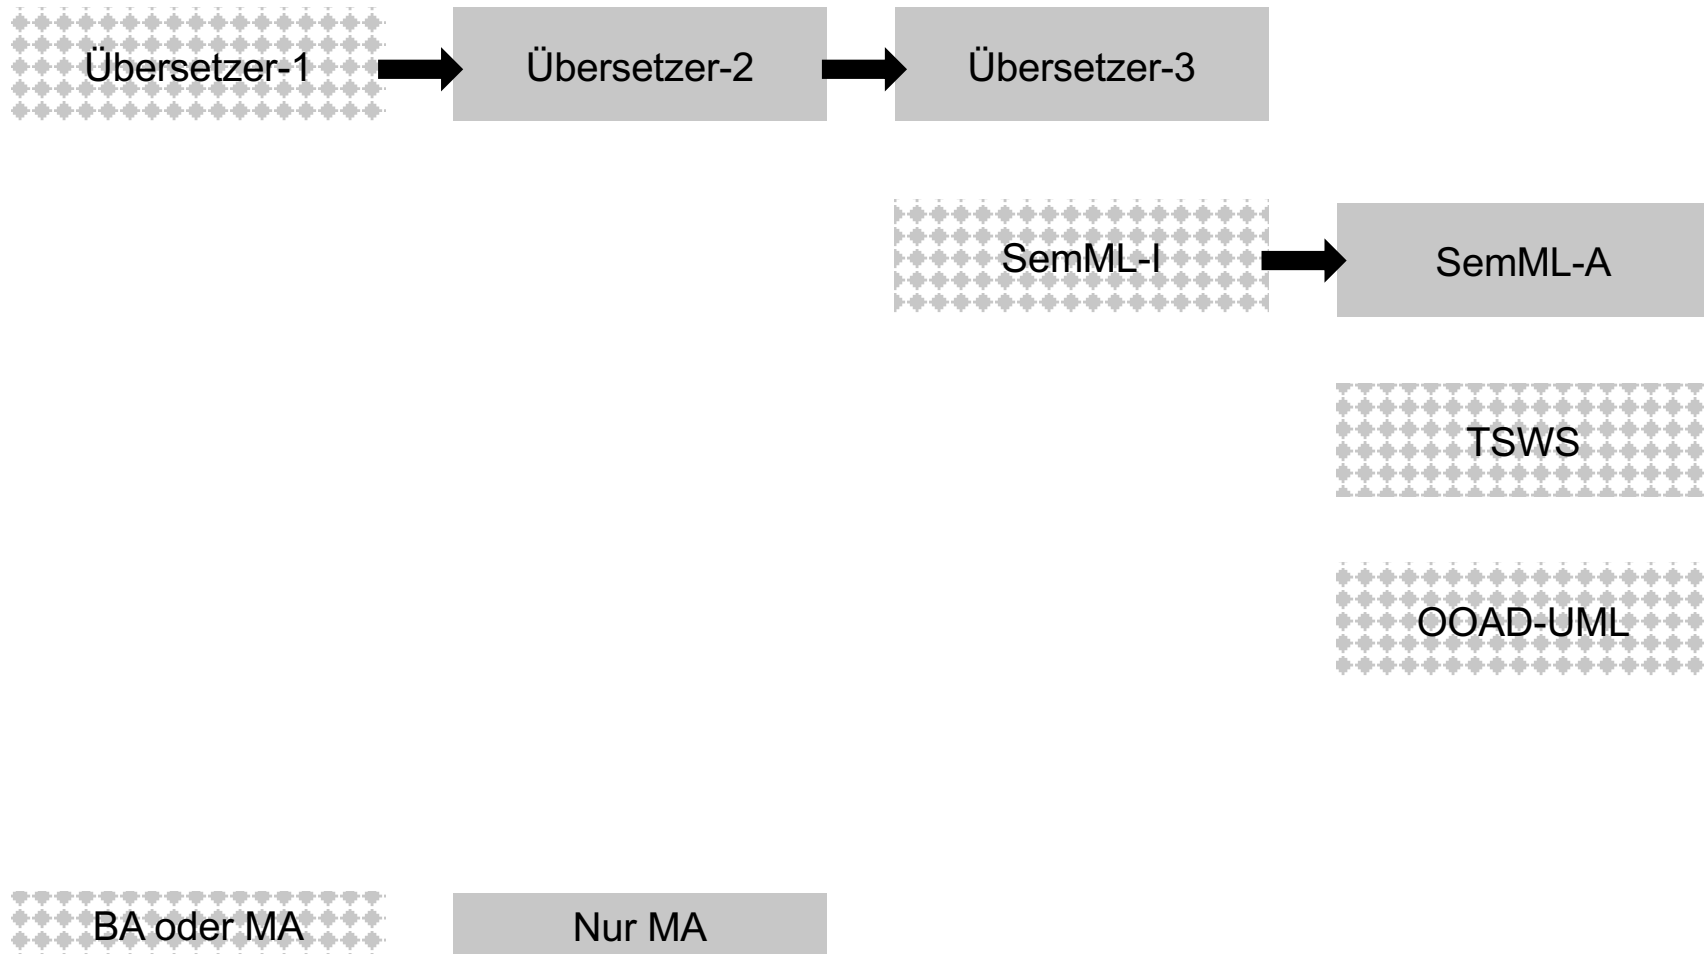 Übersetzer-1
Übersetzer-2
Übersetzer-3
SemML-I
SemML-A
TSWS
OOAD-UML
BA oder MA
Nur MA